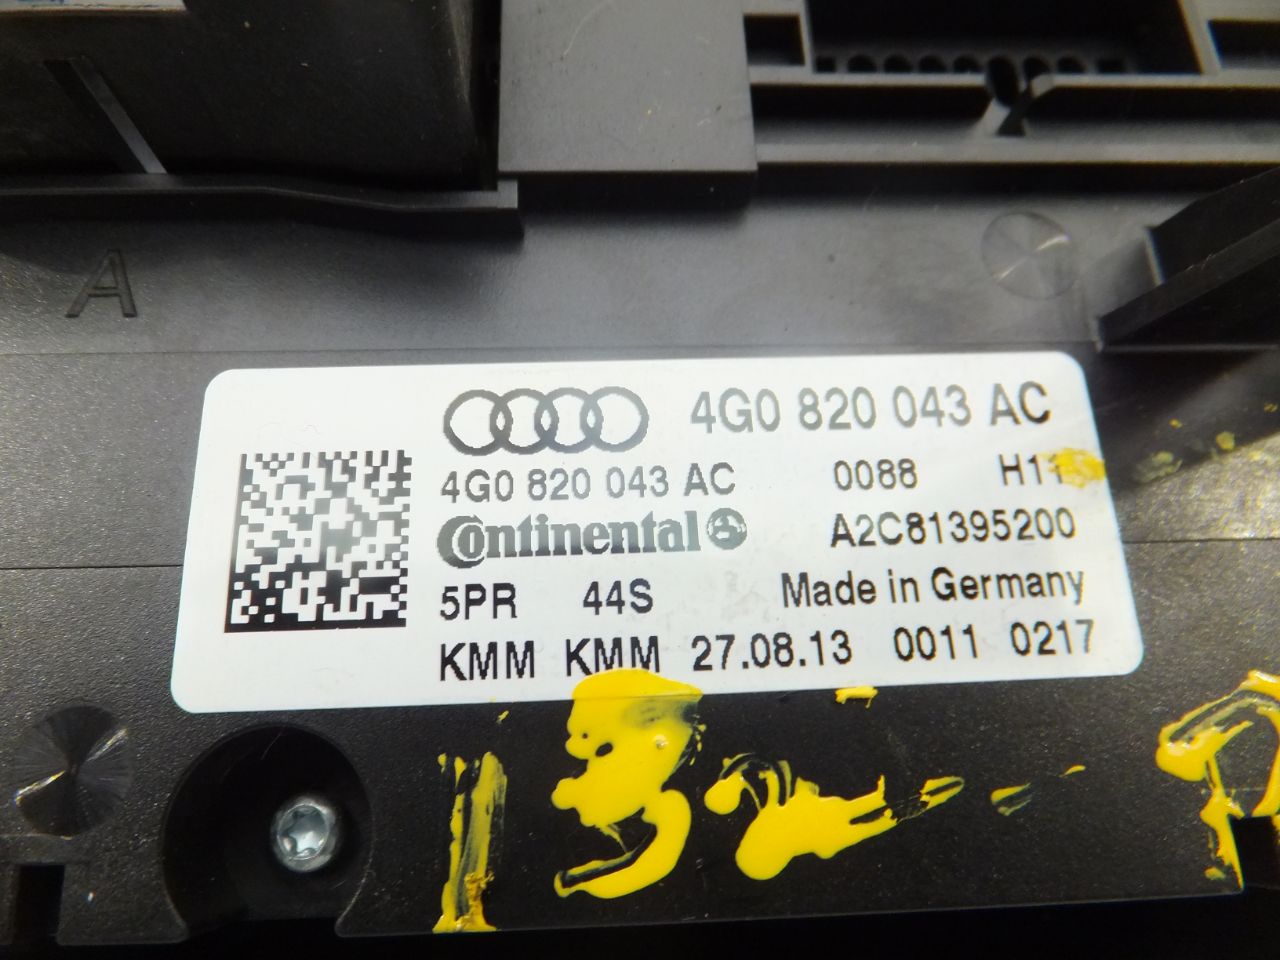 A
4G0 820 043 AC
4G0 820 043 AC 0088 H11
Continental A2C81395200
5PR 44S Made in Germany
KMM KMM 27.08.13 0011 0217